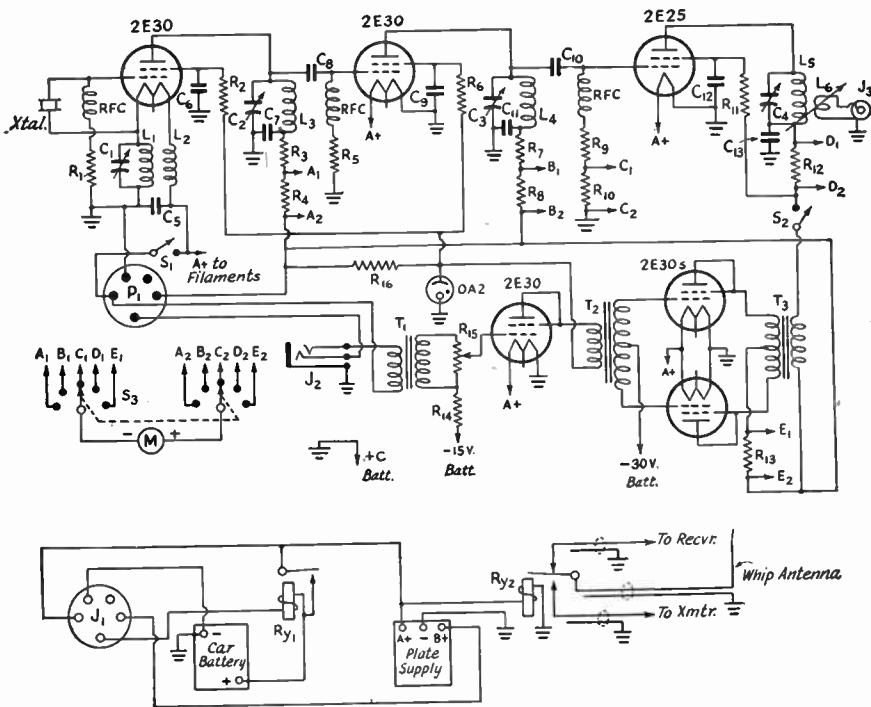 2E30
2E30
2E25
Xtal.
RFC
R1
C1
L1
L2
C5
C6
R2
C2
C7
L3
R3
A1
R4
A2
C8
RFC
R5
A+
C9
R6
C3
C11
L4
R7
B1
R8
B2
C10
RFC
R9
C1
R10
C2
A+
C12
R11
C4
C13
L5
L6
J3
D1
R12
D2
S2
S1
A+ to
Filaments
P1
R16
OA2
2E30
2E30s
T1
R15
R14
-15V.
Batt.
J2
A+
T2
T3
A+
-30V.
Batt.
E1
R13
E2
A1 B1 C1 D1 E1
A2 B2 C2 D2 E2
S3
- M +
+C
Batt.
J1
Car
Battery
-
+
Ry1
A+ - B+
Plate
Supply
Ry2
To Recvr.
To Xmtr.
Whip Antenna